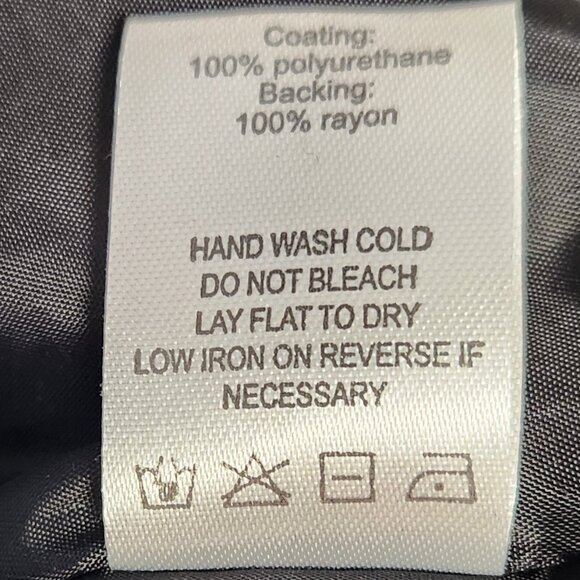 Coating:
100% polyurethane
Backing:
100% rayon
HAND WASH COLD
DO NOT BLEACH
LAY FLAT TO DRY
LOW IRON ON REVERSE IF
NECESSARY